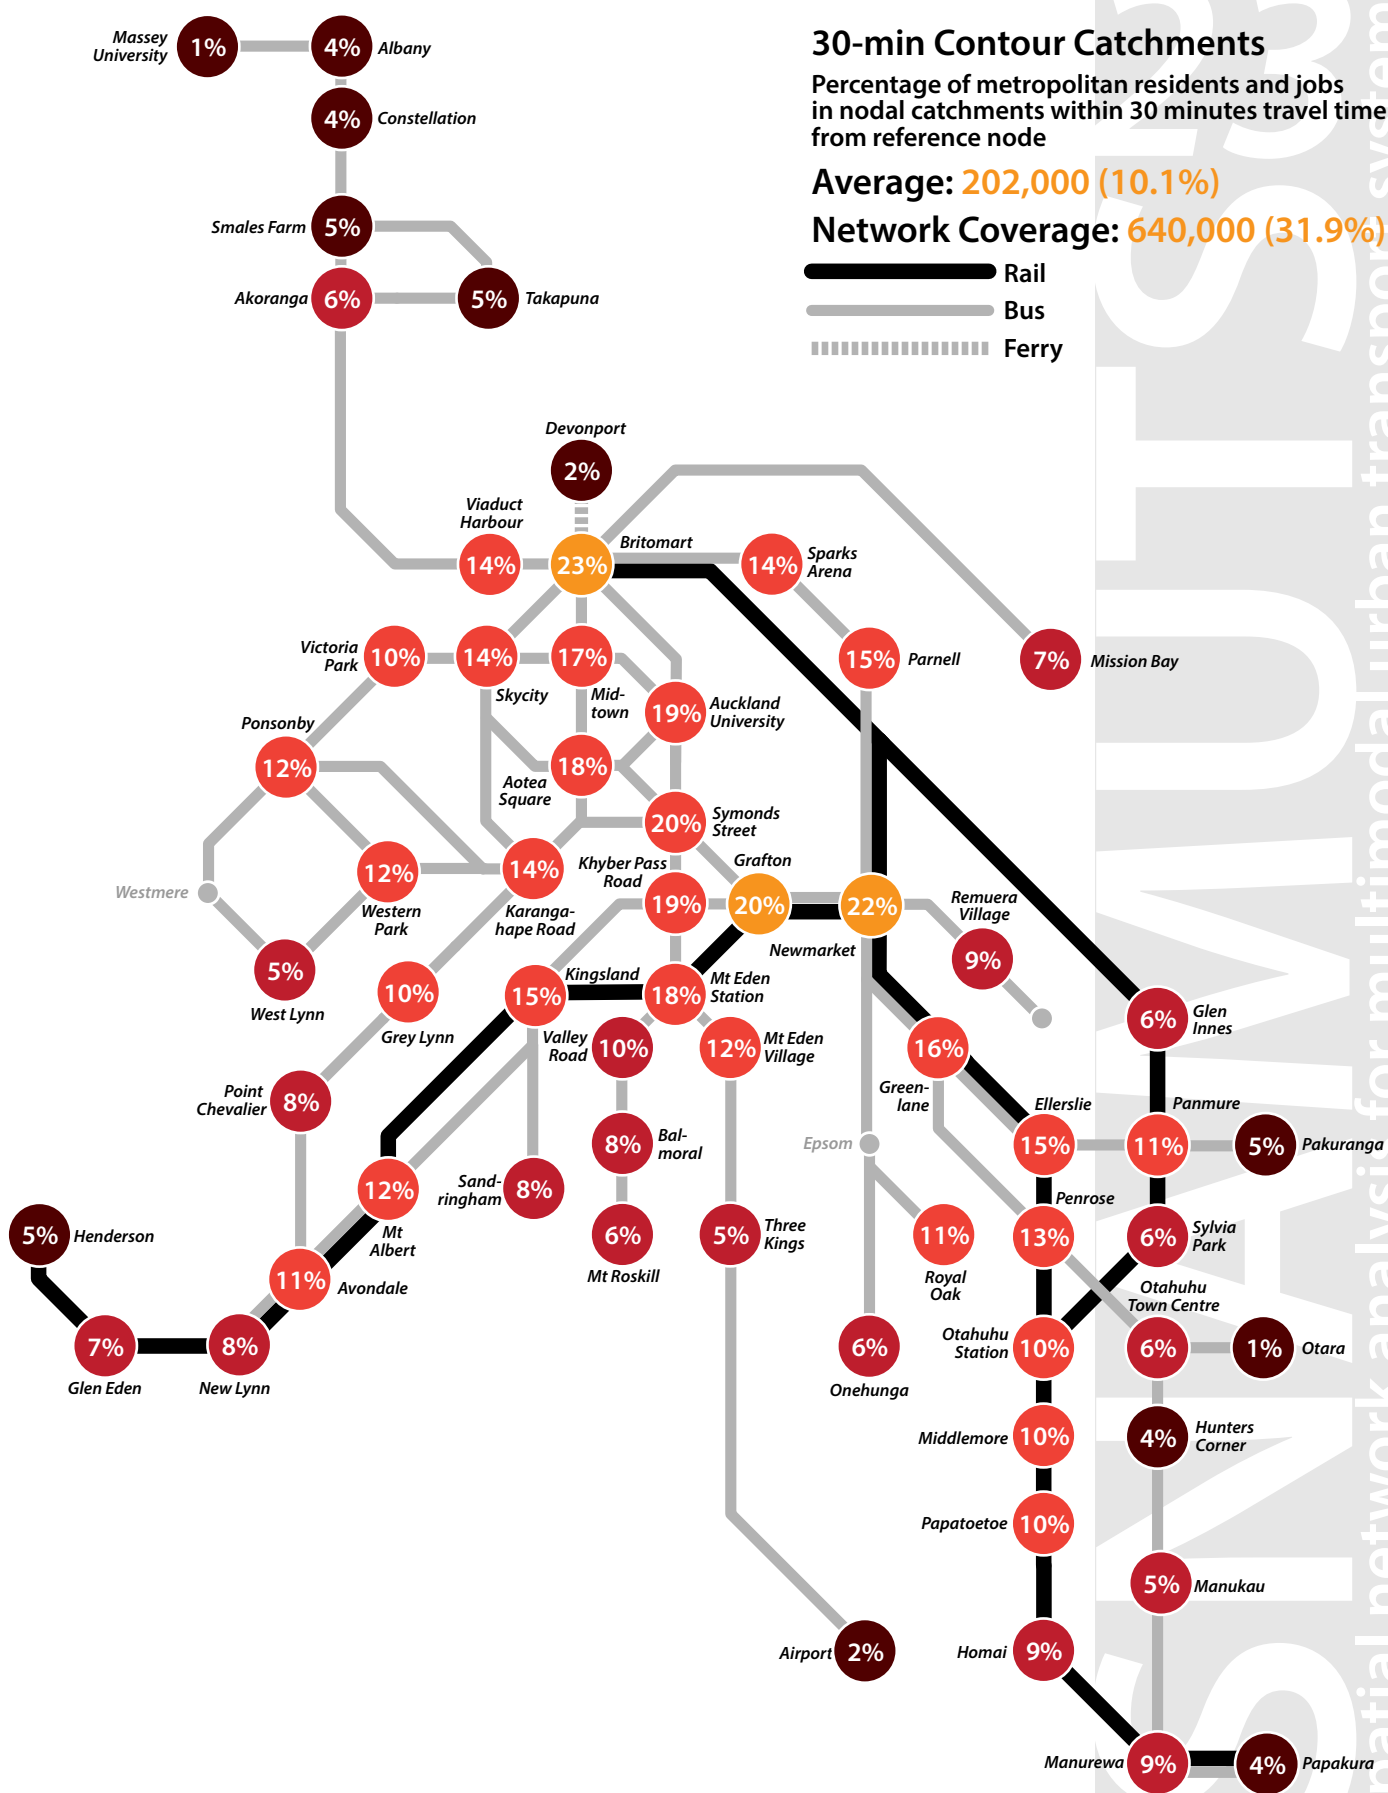 30-min Contour Catchments
Percentage of metropolitan residents and jobs
in nodal catchments within 30 minutes travel time
from reference node
Average: 202,000 (10.1%)
Network Coverage: 640,000 (31.9%)
Rail
Bus
Ferry
Massey
University
1%
4%
Albany
4%
Constellation
Smales Farm
5%
Akoranga
6%
5%
Takapuna
Devonport
2%
Viaduct
Harbour
14%
23%
Britomart
14%
Sparks
Arena
Victoria
Park
10%
14%
Skycity
17%
Mid-
town
15%
Parnell
7%
Mission Bay
19%
Auckland
University
Ponsonby
12%
18%
Aotea
Square
20%
Symonds
Street
12%
Western
Park
14%
Karanga-
hape Road
Khyber Pass
Road
19%
Grafton
20%
22%
Newmarket
Remuera
Village
9%
Westmere
5%
West Lynn
10%
Grey Lynn
Kingsland
15%
18%
Mt Eden
Station
6%
Glen
Innes
Valley
Road
10%
12%
Mt Eden
Village
16%
Green-
lane
Point
Chevalier
8%
8%
Bal-
moral
Epsom
Ellerslie
15%
Panmure
11%
5%
Pakuranga
12%
Mt
Albert
Sand-
ringham
8%
Henderson
5%
6%
Mt Roskill
5%
Three
Kings
11%
Royal
Oak
Penrose
13%
6%
Sylvia
Park
11%
Avondale
7%
Glen Eden
8%
New Lynn
6%
Onehunga
Otahuhu
Station
10%
Otahuhu
Town Centre
6%
1%
Otara
Middlemore
10%
4%
Hunters
Corner
Papatoetoe
10%
5%
Manukau
Airport
2%
Homai
9%
Manurewa
9%
4%
Papakura
SNAMUTS 23
spatial network analysis for multimodal urban transport systems